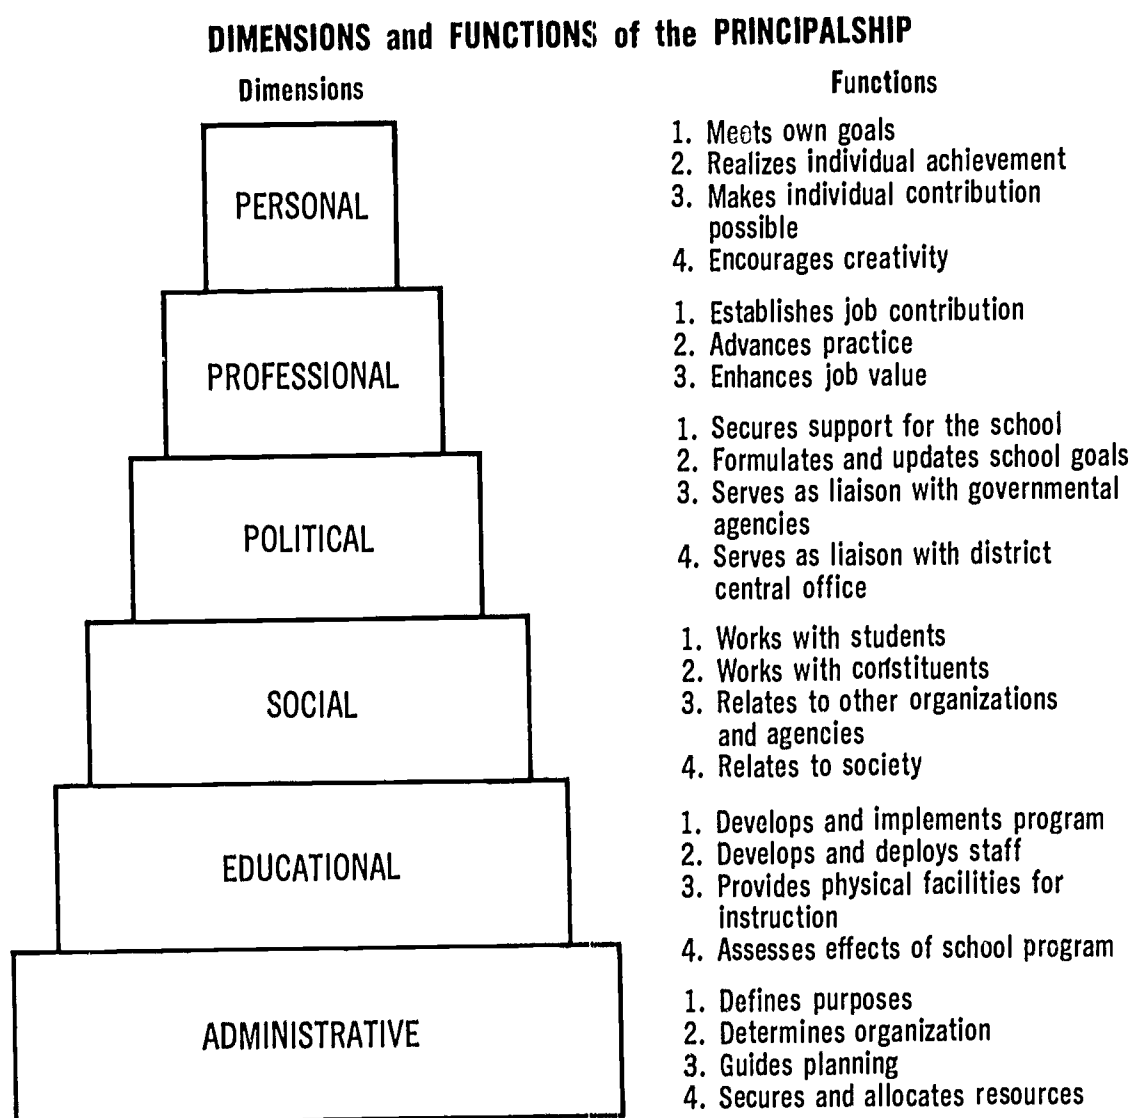 DIMENSIONS and FUNCTIONS of the PRINCIPALSHIP
Dimensions
Functions
PERSONAL
1. Meets own goals
2. Realizes individual achievement
3. Makes individual contribution
possible
4. Encourages creativity
PROFESSIONAL
1. Establishes job contribution
2. Advances practice
3. Enhances job value
POLITICAL
1. Secures support for the school
2. Formulates and updates school goals
3. Serves as liaison with governmental
agencies
4. Serves as liaison with district
central office
SOCIAL
1. Works with students
2. Works with constituents
3. Relates to other organizations
and agencies
4. Relates to society
EDUCATIONAL
1. Develops and implements program
2. Develops and deploys staff
3. Provides physical facilities for
instruction
4. Assesses effects of school program
ADMINISTRATIVE
1. Defines purposes
2. Determines organization
3. Guides planning
4. Secures and allocates resources